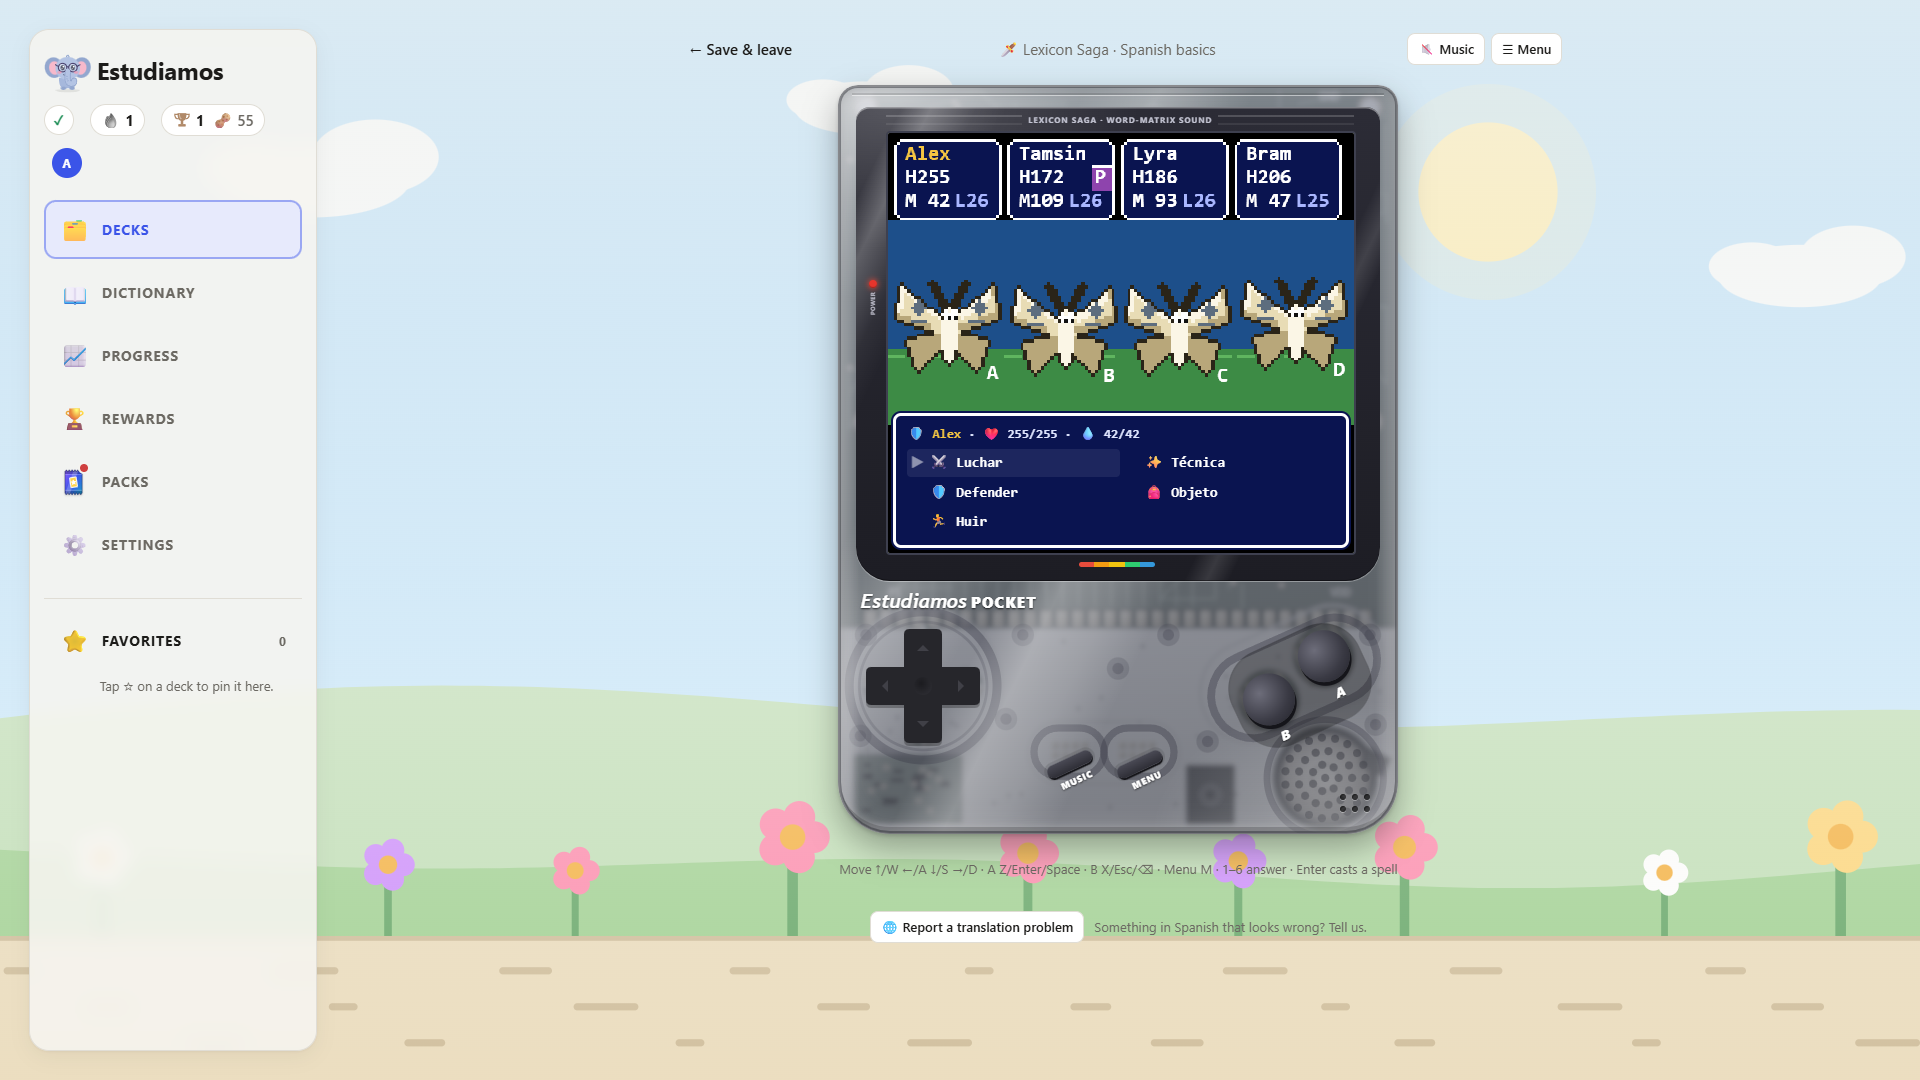 Estudiamos
✓
1
1 55
A
DECKS
DICTIONARY
PROGRESS
REWARDS
PACKS
SETTINGS
FAVORITES 0
Tap ☆ on a deck to pin it here.
← Save & leave
Lexicon Saga · Spanish basics
Music
☰ Menu
LEXICON SAGA · WORD-MATRIX SOUND
POWER
Alex
H255
M 42 L26
Tamsin
H172 P
M109 L26
Lyra
H186
M 93 L26
Bram
H206
M 47 L25
A
B
C
D
Alex · 255/255 · 42/42
Luchar
Técnica
Defender
Objeto
Huir
Estudiamos POCKET
A
B
MUSIC
MENU
Move ↑/W ←/A ↓/S →/D · A Z/Enter/Space · B X/Esc/⌫ · Menu M · 1–6 answer · Enter casts a spell
Report a translation problem
Something in Spanish that looks wrong? Tell us.